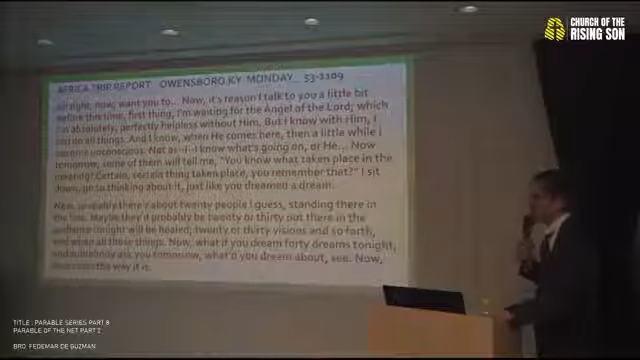 CHURCH OF THE
RISING SON
AFRICA TRIP REPORT OWENSBORO.KY MONDAY_ 53-1109
All right, now, want you to... Now, it's reason I talk to you a little bit
before this time, first thing, I'm waiting for the Angel of the Lord; which
I'm absolutely, perfectly helpless without Him. But I know with Him, I
can do all things. And I know, when He comes here, then a little while I
become unconscious. Not as--I--I know what's going on, or He... Now
tomorrow, some of them will tell me, "You know what taken place in the
meeting? Certain, certain thing taken place, you remember that?" I sit
down, go to thinking about it, just like you dreamed a dream.
Now, probably there's about twenty people I guess, standing there in
the line. Maybe they'd probably be twenty or thirty out there in the
audience tonight will be healed; twenty or thirty visions and so forth,
and when all those things. Now, what if you dream forty dreams tonight,
and somebody ask you tomorrow, what'd you dream about, see. Now,
the way it is.
TITLE : PARABLE SERIES PART 8
PARABLE OF THE NET PART 2
BRO. FEDEMAR DE GUZMAN